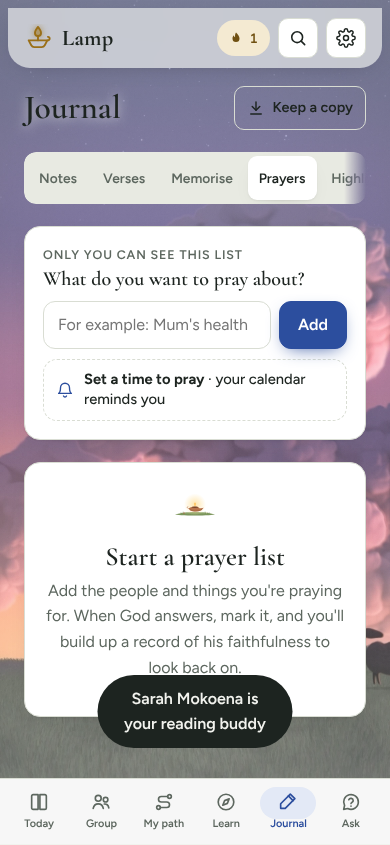 Lamp
1
Journal
Keep a copy
Notes
Verses
Memorise
Prayers
High
ONLY YOU CAN SEE THIS LIST
What do you want to pray about?
For example: Mum's health
Add
Set a time to pray · your calendar
reminds you
Start a prayer list
Add the people and things you're praying
for. When God answers, mark it, and you'll
build up a record of his faithfulness to
look back on.
Sarah Mokoena is
your reading buddy
Today
Group
My path
Learn
Journal
Ask